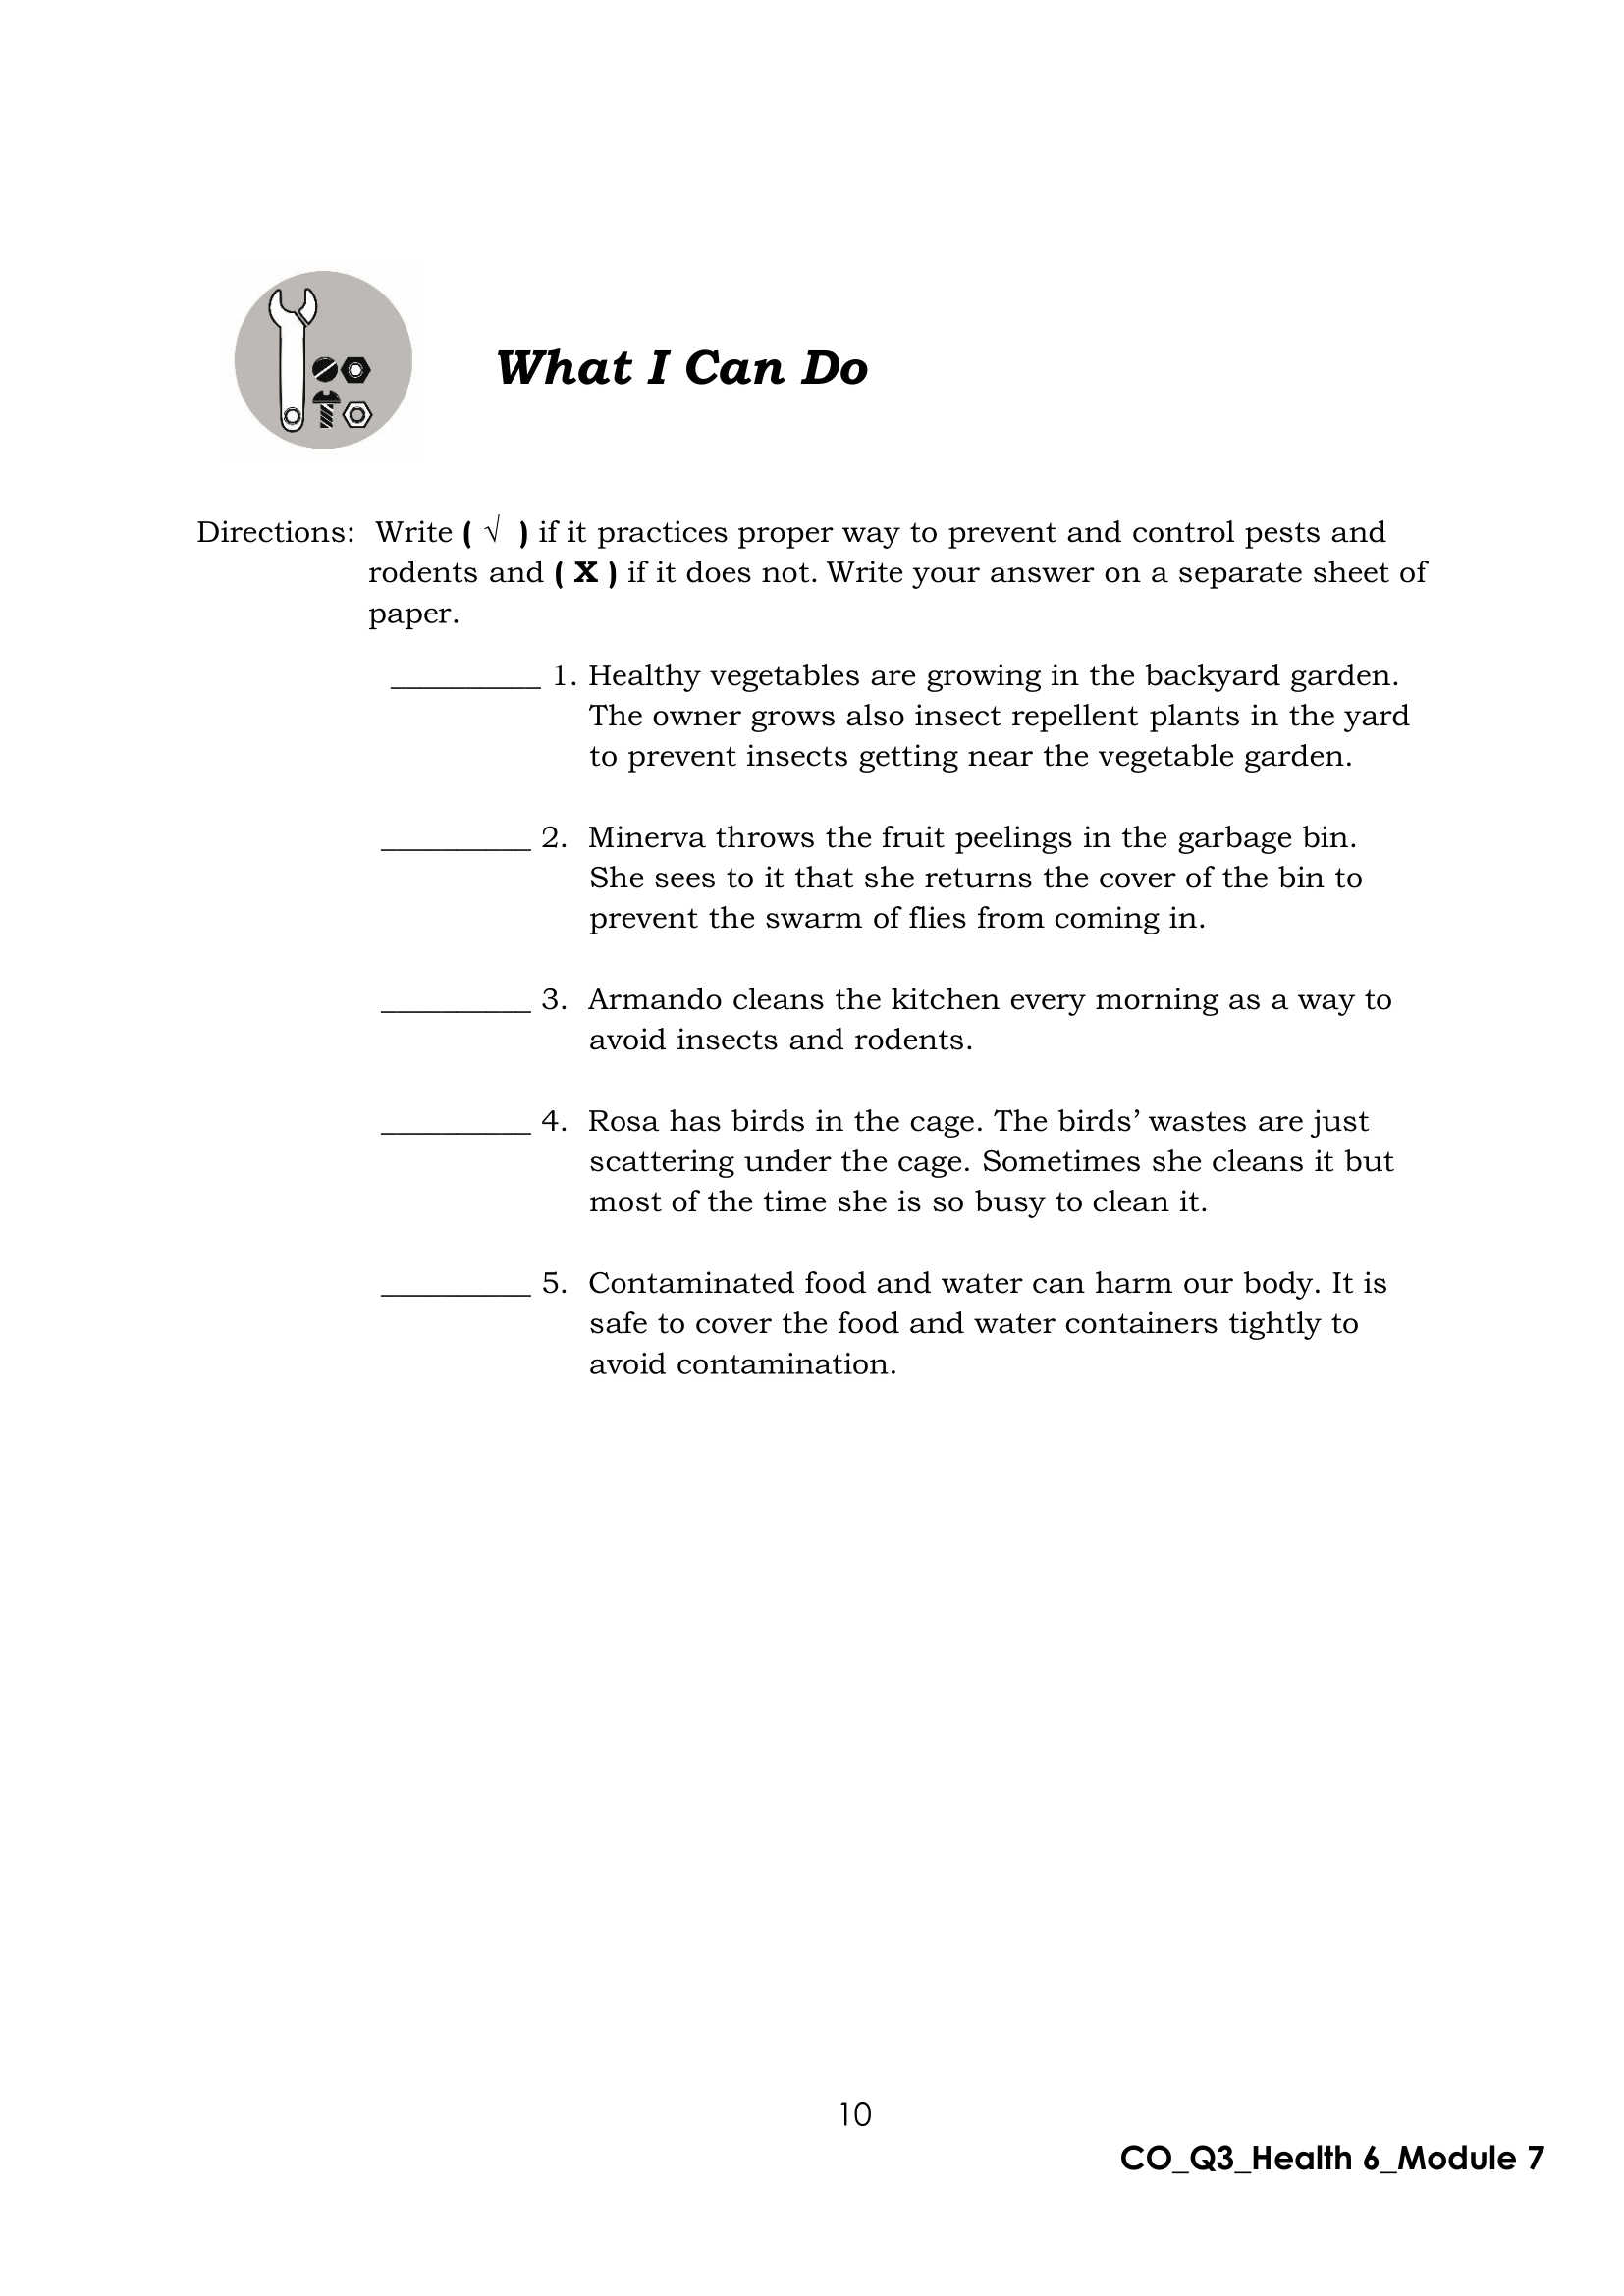 What I Can Do
Directions: Write ( √ ) if it practices proper way to prevent and control pests and
rodents and ( X ) if it does not. Write your answer on a separate sheet of
paper.
__________ 1. Healthy vegetables are growing in the backyard garden.
The owner grows also insect repellent plants in the yard
to prevent insects getting near the vegetable garden.
__________ 2. Minerva throws the fruit peelings in the garbage bin.
She sees to it that she returns the cover of the bin to
prevent the swarm of flies from coming in.
__________ 3. Armando cleans the kitchen every morning as a way to
avoid insects and rodents.
__________ 4. Rosa has birds in the cage. The birds’ wastes are just
scattering under the cage. Sometimes she cleans it but
most of the time she is so busy to clean it.
__________ 5. Contaminated food and water can harm our body. It is
safe to cover the food and water containers tightly to
avoid contamination.
10
CO_Q3_Health 6_Module 7